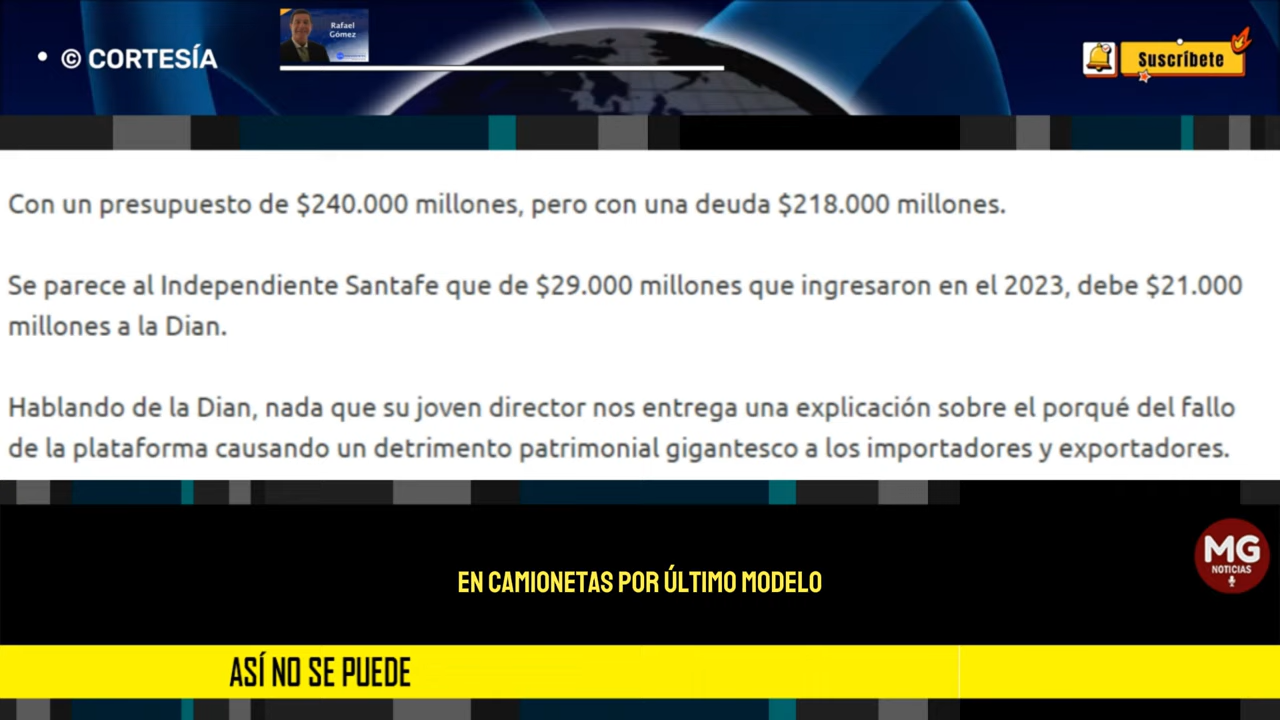 • © CORTESÍA
Rafael
Gómez
Suscríbete
Con un presupuesto de $240.000 millones, pero con una deuda $218.000 millones.
Se parece al Independiente Santafe que de $29.000 millones que ingresaron en el 2023, debe $21.000
millones a la Dian.
Hablando de la Dian, nada que su joven director nos entrega una explicación sobre el porqué del fallo
de la plataforma causando un detrimento patrimonial gigantesco a los importadores y exportadores.
MG
NOTICIAS
EN CAMIONETAS POR ÚLTIMO MODELO
ASÍ NO SE PUEDE